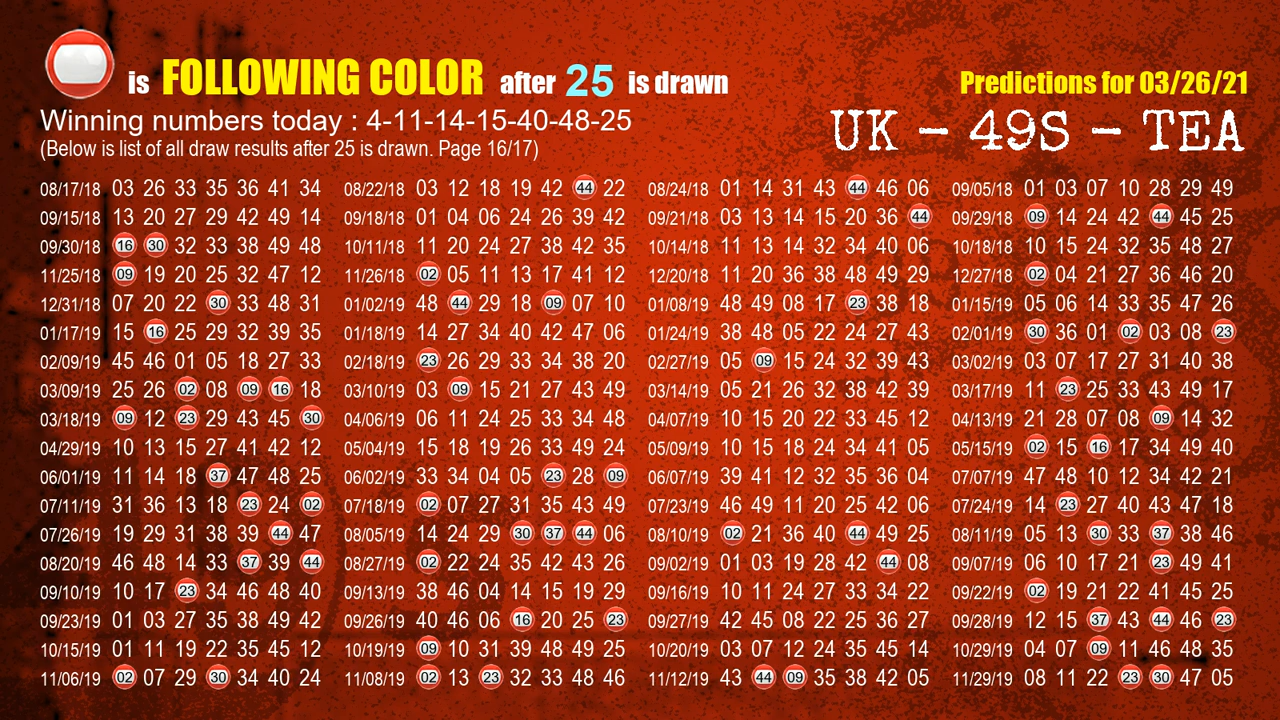 is FOLLOWING COLOR after 25 is drawn
Predictions for 03/26/21
Winning numbers today : 4-11-14-15-40-48-25
UK - 49S - TEA
(Below is list of all draw results after 25 is drawn. Page 16/17)
08/17/18 03 26 33 35 36 41 34 08/22/18 03 12 18 19 42 44 22 08/24/18 01 14 31 43 44 46 06 09/05/18 01 03 07 10 28 29 49
09/15/18 13 20 27 29 42 49 14 09/18/18 01 04 06 24 26 39 42 09/21/18 03 13 14 15 20 36 44 09/29/18 09 14 24 42 44 45 25
09/30/18 16 30 32 33 38 49 48 10/11/18 11 20 24 27 38 42 35 10/14/18 11 13 14 32 34 40 06 10/18/18 10 15 24 32 35 48 27
11/25/18 09 19 20 25 32 47 12 11/26/18 02 05 11 13 17 41 12 12/20/18 11 20 36 38 48 49 29 12/27/18 02 04 21 27 36 46 20
12/31/18 07 20 22 30 33 48 31 01/02/19 48 44 29 18 09 07 10 01/08/19 48 49 08 17 23 38 18 01/15/19 05 06 14 33 35 47 26
01/17/19 15 16 25 29 32 39 35 01/18/19 14 27 34 40 42 47 06 01/24/19 38 48 05 22 24 27 43 02/01/19 30 36 01 02 03 08 23
02/09/19 45 46 01 05 18 27 33 02/18/19 23 26 29 33 34 38 20 02/27/19 05 09 15 24 32 39 43 03/02/19 03 07 17 27 31 40 38
03/09/19 25 26 02 08 09 16 18 03/10/19 03 09 15 21 27 43 49 03/14/19 05 21 26 32 38 42 39 03/17/19 11 23 25 33 43 49 17
03/18/19 09 12 23 29 43 45 30 04/06/19 06 11 24 25 33 34 48 04/07/19 10 15 20 22 33 45 12 04/13/19 21 28 07 08 09 14 32
04/29/19 10 13 15 27 41 42 12 05/04/19 15 18 19 26 33 49 24 05/09/19 10 15 18 24 34 41 05 05/15/19 02 15 16 17 34 49 40
06/01/19 11 14 18 37 47 48 25 06/02/19 33 34 04 05 23 28 09 06/07/19 39 41 12 32 35 36 04 07/07/19 47 48 10 12 34 42 21
07/11/19 31 36 13 18 23 24 02 07/18/19 02 07 27 31 35 43 49 07/23/19 46 49 11 20 25 42 06 07/24/19 14 23 27 40 43 47 18
07/26/19 19 29 31 38 39 44 47 08/05/19 14 24 29 30 37 44 06 08/10/19 02 21 36 40 44 49 25 08/11/19 05 13 30 33 37 38 46
08/20/19 46 48 14 33 37 39 44 08/27/19 02 22 24 35 42 43 26 09/02/19 01 03 19 28 42 44 08 09/07/19 06 10 17 21 23 49 41
09/10/19 10 17 23 34 46 48 40 09/13/19 38 46 04 14 15 19 29 09/16/19 10 11 24 27 33 34 22 09/22/19 02 19 21 22 41 45 25
09/23/19 01 03 27 35 38 49 42 09/26/19 40 46 06 16 20 25 23 09/27/19 42 45 08 22 25 36 27 09/28/19 12 15 37 43 44 46 23
10/15/19 01 11 19 22 35 45 12 10/19/19 09 10 31 39 48 49 25 10/20/19 03 07 12 24 35 45 14 10/29/19 04 07 09 11 46 48 35
11/06/19 02 07 29 30 34 40 24 11/08/19 02 13 23 32 33 48 46 11/12/19 43 44 09 35 38 42 05 11/29/19 08 11 22 23 30 47 05